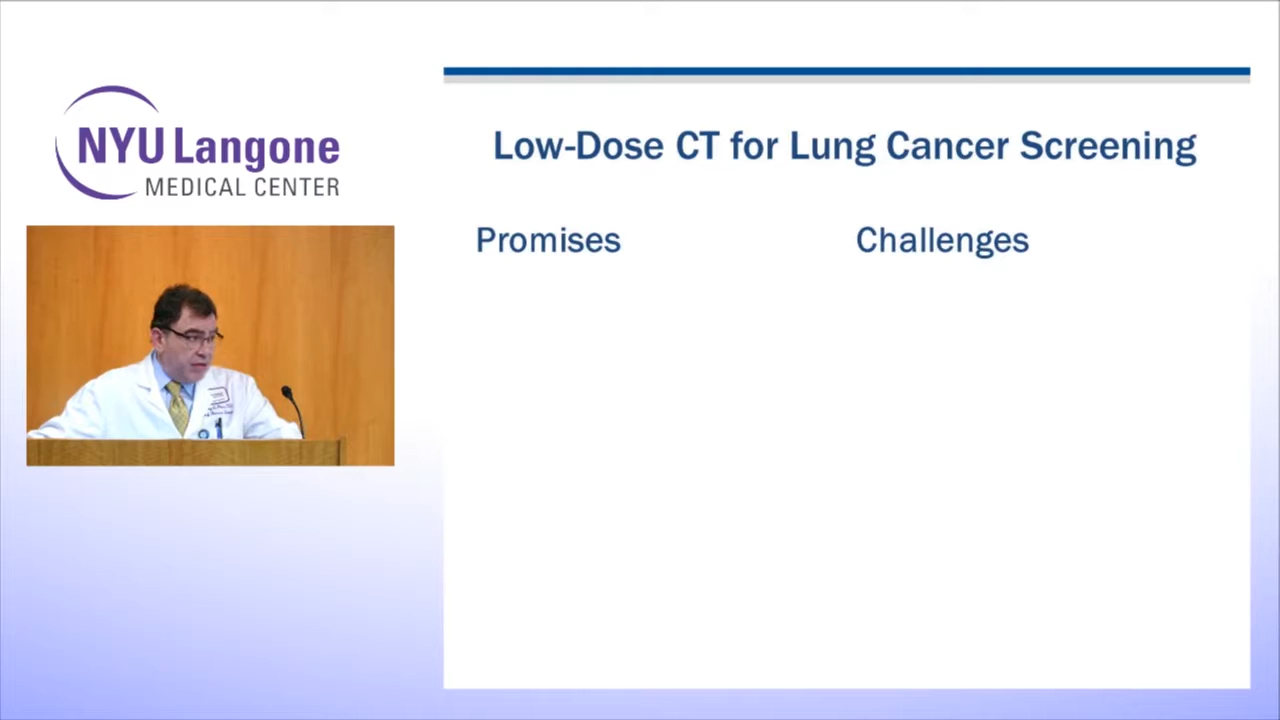 NYU Langone
MEDICAL CENTER
Low-Dose CT for Lung Cancer Screening
Promises
Challenges